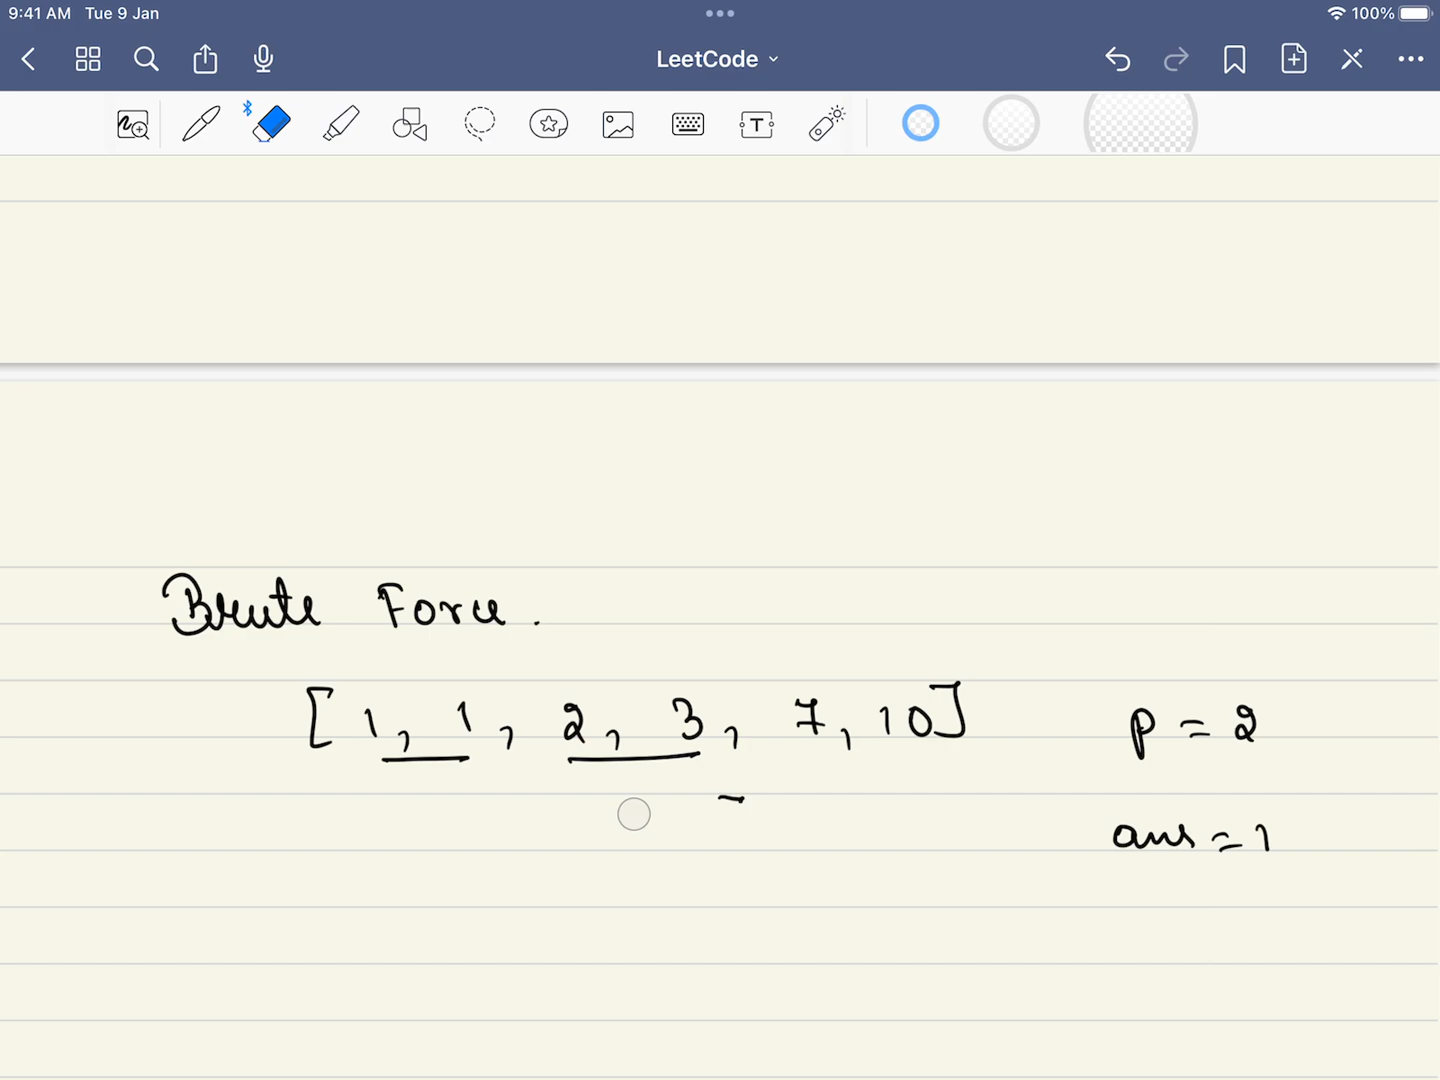 9:41 AM Tue 9 Jan 100%
LeetCode
T
Brute Force.
[1, 1, 2, 3, 7, 10] p = 2
ans = 1